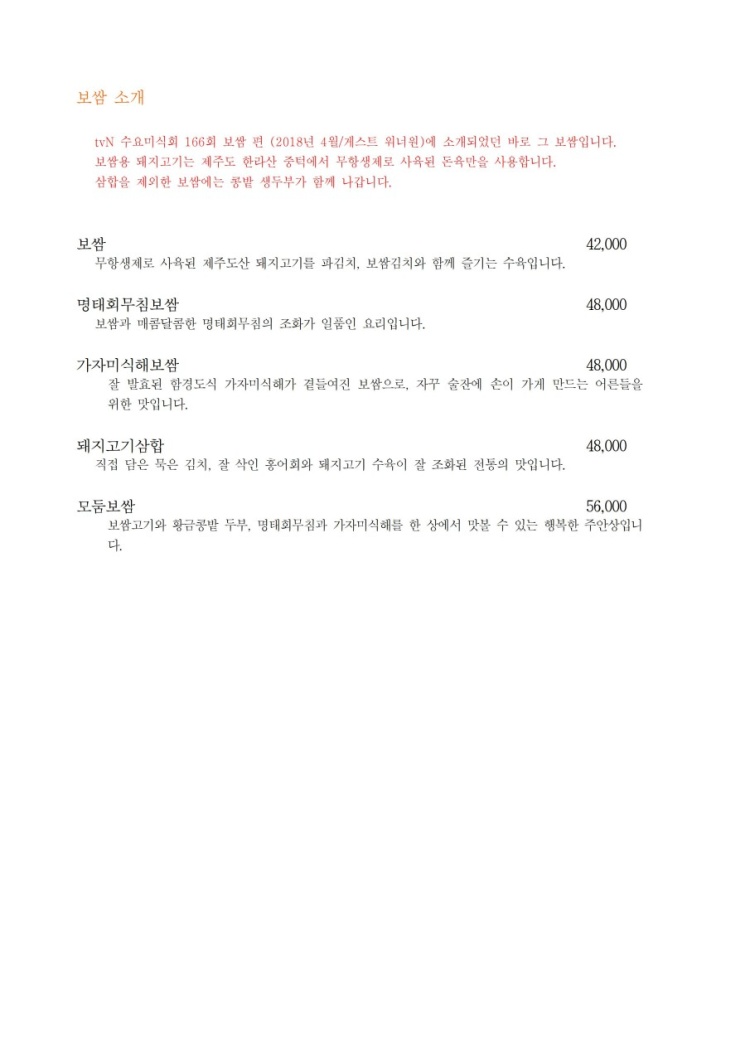 보쌈 소개
tvN 수요미식회 166회 보쌈 편 (2018년 4월/게스트 워너원)에 소개되었던 바로 그 보쌈입니다.
보쌈용 돼지고기는 제주도 한라산 중턱에서 무항생제로 사육된 돈육만을 사용합니다.
삼합을 제외한 보쌈에는 콩밭 생두부가 함께 나갑니다.
보쌈 42,000
무항생제로 사육된 제주도산 돼지고기를 파김치, 보쌈김치와 함께 즐기는 수육입니다.
명태회무침보쌈 48,000
보쌈과 매콤달콤한 명태회무침의 조화가 일품인 요리입니다.
가자미식해보쌈 48,000
잘 발효된 함경도식 가자미식해가 곁들여진 보쌈으로, 자꾸 술잔에 손이 가게 만드는 어른들을
위한 맛입니다.
돼지고기삼합 48,000
직접 담은 묵은 김치, 잘 삭인 홍어회와 돼지고기 수육이 잘 조화된 전통의 맛입니다.
모둠보쌈 56,000
보쌈고기와 황금콩밭 두부, 명태회무침과 가자미식해를 한 상에서 맛볼 수 있는 행복한 주안상입니
다.